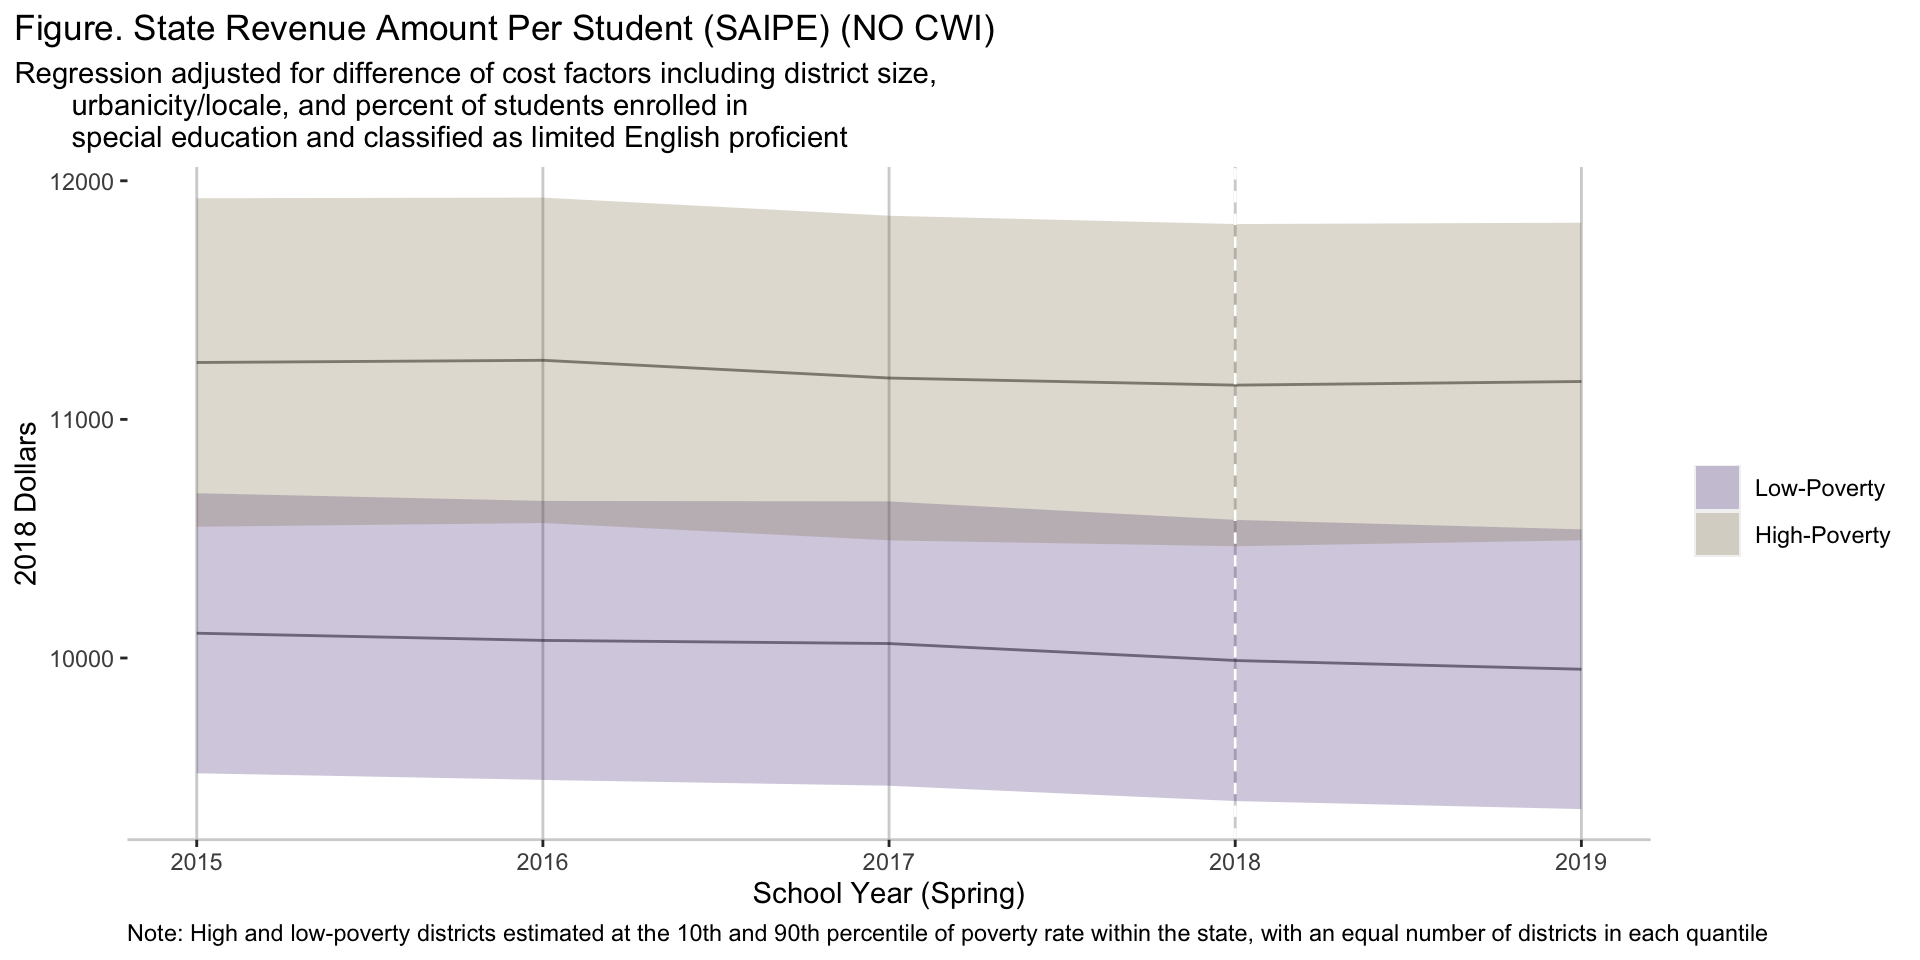 Figure. State Revenue Amount Per Student (SAIPE) (NO CWI)
Regression adjusted for difference of cost factors including district size,
urbanicity/locale, and percent of students enrolled in
special education and classified as limited English proficient
12000
11000
10000
2018 Dollars
Low-Poverty
High-Poverty
2015
2016
2017
2018
2019
School Year (Spring)
Note: High and low-poverty districts estimated at the 10th and 90th percentile of poverty rate within the state, with an equal number of districts in each quantile